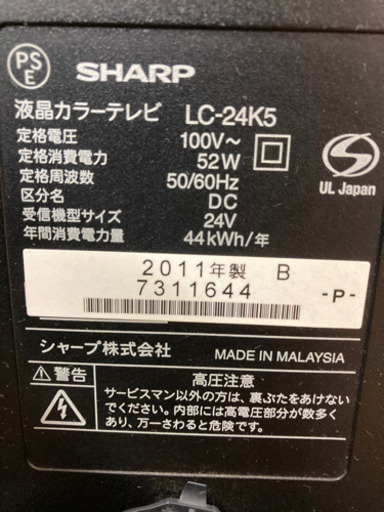 PS
E
SHARP
液晶カラーテレビ LC-24K5
定格電圧 100V～
定格消費電力 52W
定格周波数 50/60Hz
区分名 DC
受信機型サイズ 24V
年間消費電力量 44kWh/年
S
UL Japan
2011年製 B
7311644 -P-
シャープ株式会社 MADE IN MALAYSIA
警告 高圧注意
サービスマン以外の方は、裏ぶたをあけない
でください。内部には高電圧部分が数多く
あり、万一さわると危険です。